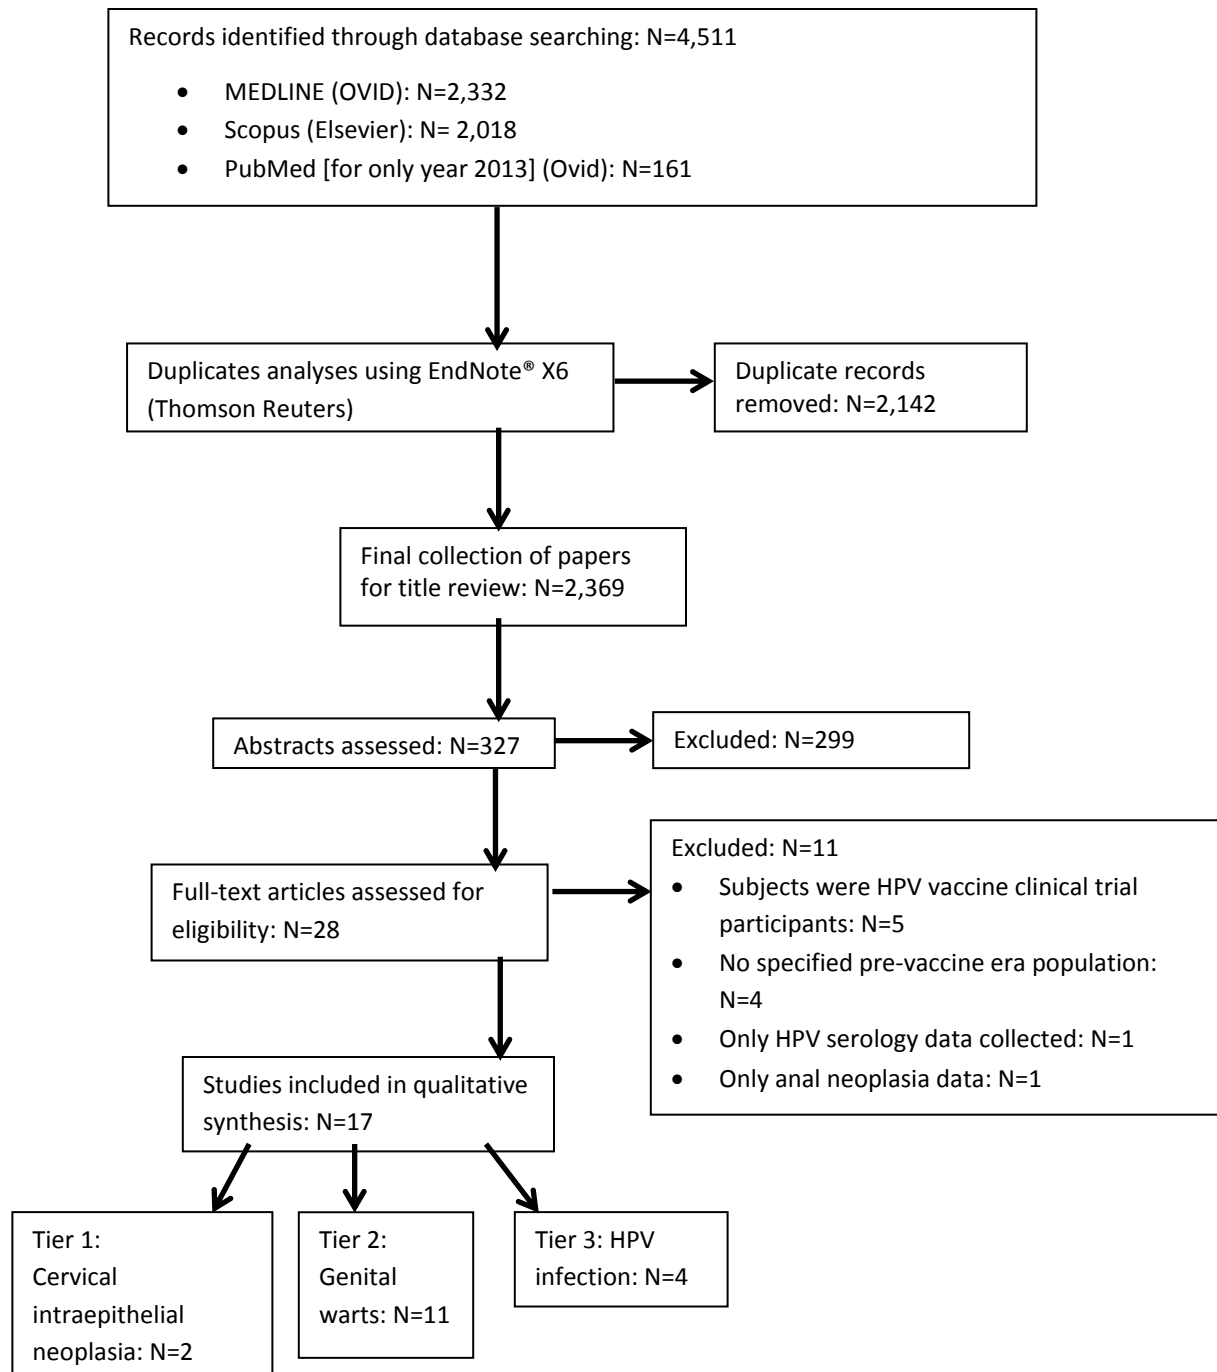 Records identified through database searching: N=4,511
• MEDLINE (OVID): N=2,332
• Scopus (Elsevier): N= 2,018
• PubMed [for only year 2013] (Ovid): N=161
Duplicates analyses using EndNote® X6
(Thomson Reuters)
Duplicate records
removed: N=2,142
Final collection of papers
for title review: N=2,369
Abstracts assessed: N=327
Excluded: N=299
Full-text articles assessed for
eligibility: N=28
Excluded: N=11
• Subjects were HPV vaccine clinical trial
participants: N=5
• No specified pre-vaccine era population:
N=4
• Only HPV serology data collected: N=1
• Only anal neoplasia data: N=1
Studies included in qualitative
synthesis: N=17
Tier 1:
Cervical
intraepithelial
neoplasia: N=2
Tier 2:
Genital
warts: N=11
Tier 3: HPV
infection: N=4